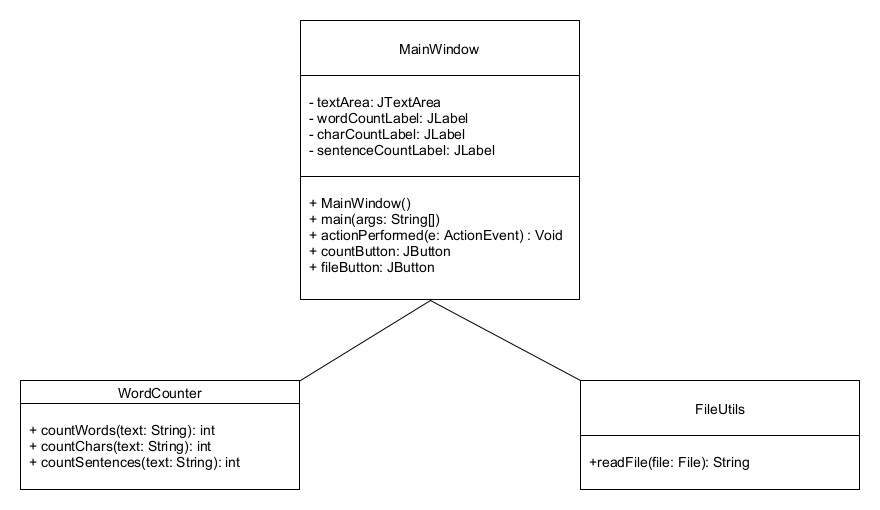 MainWindow
- textArea: JTextArea
- wordCountLabel: JLabel
- charCountLabel: JLabel
- sentenceCountLabel: JLabel
+ MainWindow()
+ main(args: String[])
+ actionPerformed(e: ActionEvent) : Void
+ countButton: JButton
+ fileButton: JButton
WordCounter
+ countWords(text: String): int
+ countChars(text: String): int
+ countSentences(text: String): int
FileUtils
+readFile(file: File): String